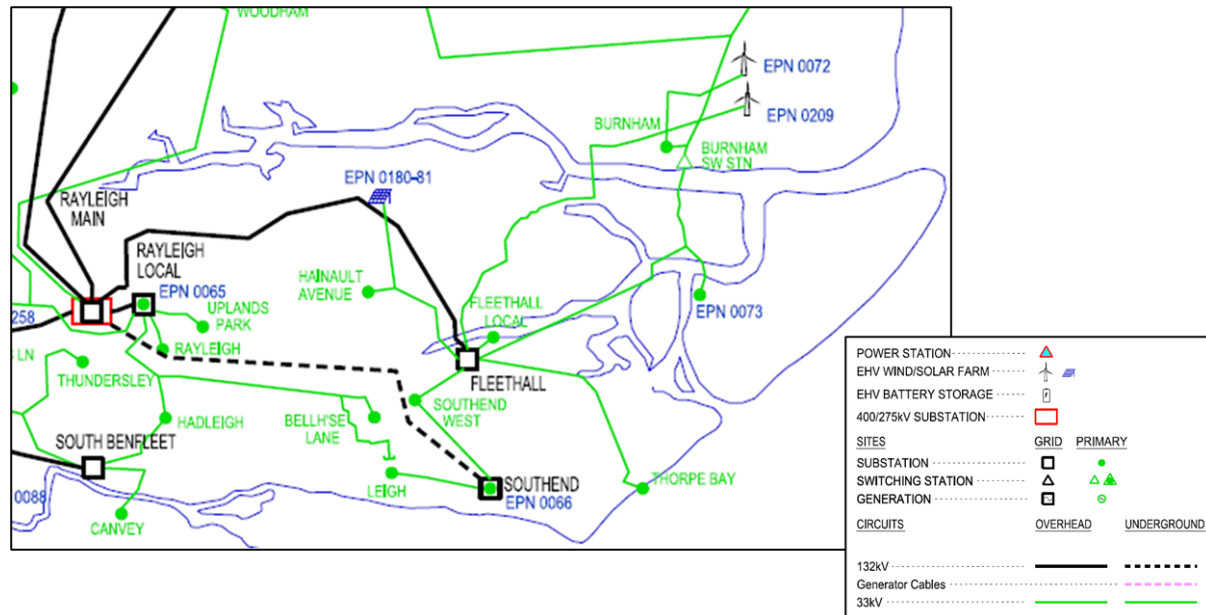 WOODHAM
EPN 0072
EPN 0209
BURNHAM
BURNHAM
SW STN
EPN 0180-81
RAYLEIGH
MAIN
RAYLEIGH
LOCAL
EPN 0065
HAINAULT
AVENUE
UPLANDS
PARK
FLEETHALL
LOCAL
EPN 0073
258
RAYLEIGH
LN
THUNDERSLEY
FLEETHALL
HADLEIGH
BELLH'SE
LANE
SOUTHEND
WEST
SOUTH BENFLEET
LEIGH
SOUTHEND
EPN 0066
THORPE BAY
0088
CANVEY
POWER STATION
EHV WIND/SOLAR FARM
EHV BATTERY STORAGE
400/275kV SUBSTATION
SITES GRID PRIMARY
SUBSTATION
SWITCHING STATION
GENERATION
CIRCUITS OVERHEAD UNDERGROUND
132kV
Generator Cables
33kV